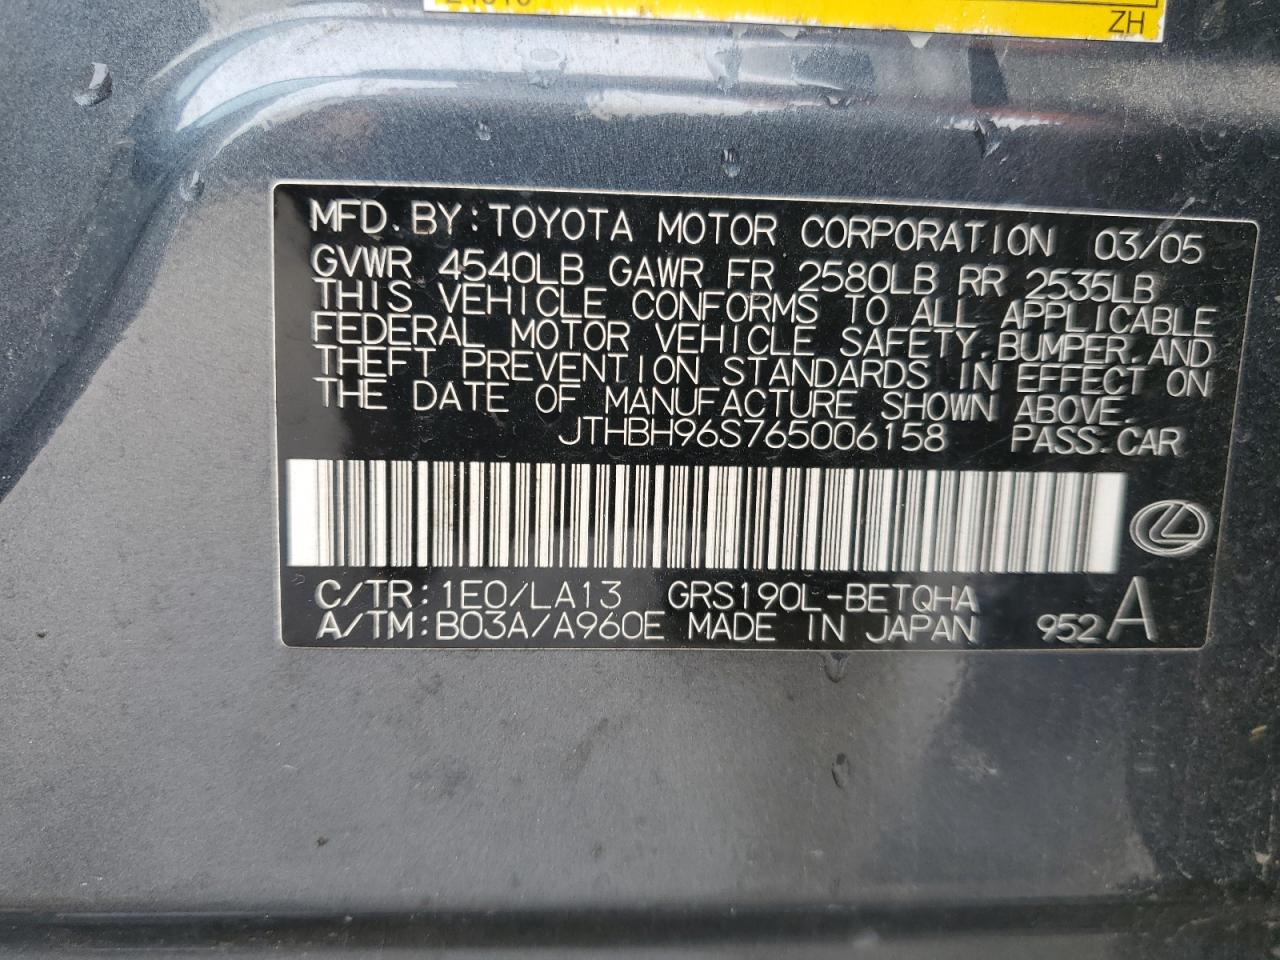 ZH
MFD. BY: TOYOTA MOTOR CORPORATION 03/05
GVWR 4540LB GAWR FR 2580LB RR 2535LB
THIS VEHICLE CONFORMS TO ALL APPLICABLE
FEDERAL MOTOR VEHICLE SAFETY, BUMPER, AND
THEFT PREVENTION STANDARDS IN EFFECT ON
THE DATE OF MANUFACTURE SHOWN ABOVE.
JTHBH96S765006158 PASS. CAR
C/TR: 1E0/LA13 GRS190L-BETQHA
A/TM: B03A/A960E MADE IN JAPAN 952 A